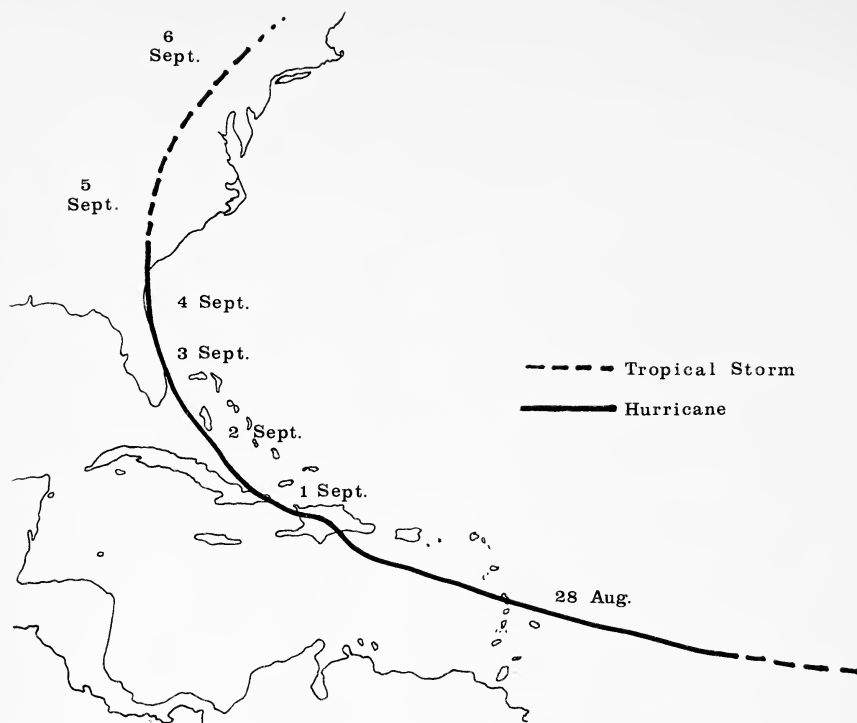 6
Sept.
5
Sept.
4 Sept.
3 Sept.
Tropical Storm
Hurricane
2 Sept.
1 Sept.
28 Aug.